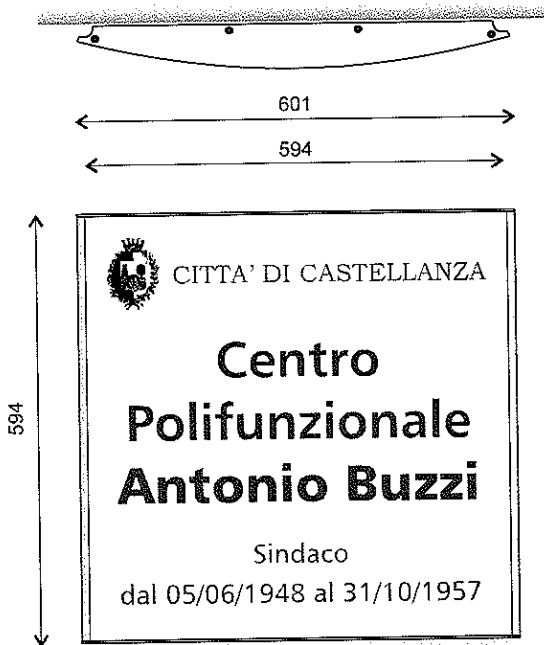 601
594
594
CITTA' DI CASTELLANZA
Centro
Polifunzionale
Antonio Buzzi
Sindaco
dal 05/06/1948 al 31/10/1957